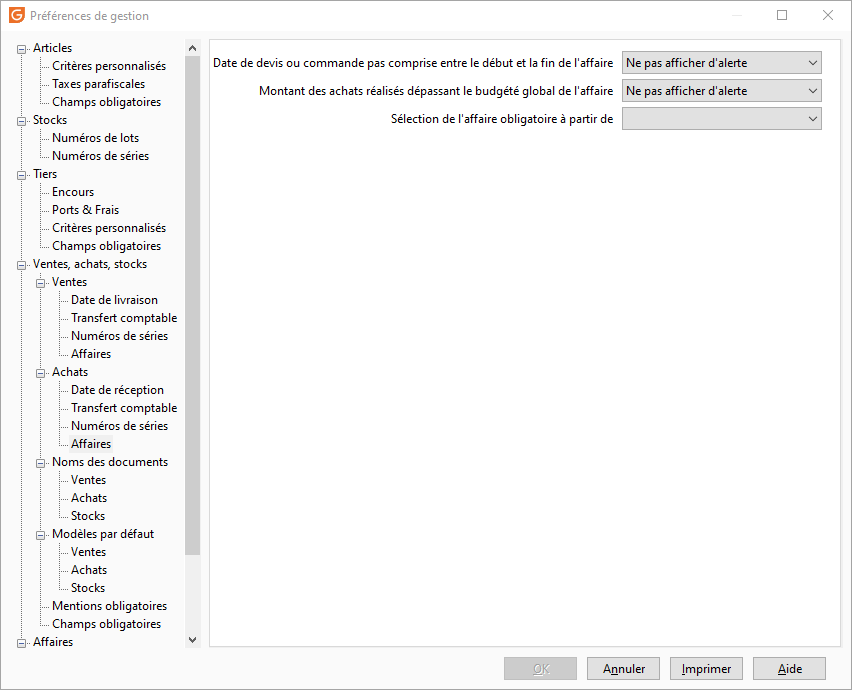 Préférences de gestion
Articles
Critères personnalisés
Taxes parafiscales
Champs obligatoires
Stocks
Numéros de lots
Numéros de séries
Tiers
Encours
Ports & Frais
Critères personnalisés
Champs obligatoires
Ventes, achats, stocks
Ventes
Date de livraison
Transfert comptable
Numéros de séries
Affaires
Achats
Date de réception
Transfert comptable
Numéros de séries
Affaires
Noms des documents
Ventes
Achats
Stocks
Modèles par défaut
Ventes
Achats
Stocks
Mentions obligatoires
Champs obligatoires
Affaires
Date de devis ou commande pas comprise entre le début et la fin de l'affaire Ne pas afficher d'alerte
Montant des achats réalisés dépassant le budgété global de l'affaire Ne pas afficher d'alerte
Sélection de l'affaire obligatoire à partir de
OK Annuler Imprimer Aide